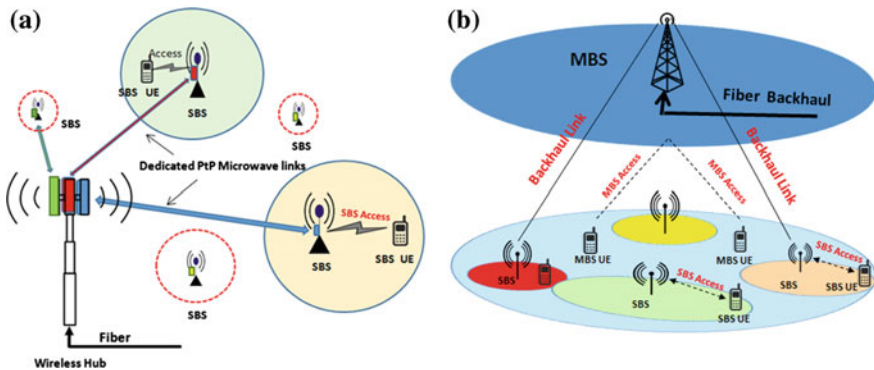 (a)
Access
SBS UE
SBS
SBS
SBS
Dedicated PtP Microwave links
SBS Access
SBS
SBS UE
SBS
Fiber
Wireless Hub
(b)
MBS
Fiber Backhaul
Backhaul Link
MBS Access
MBS Access
Backhaul Link
MBS UE
MBS UE
SBS
SBS Access
SBS
SBS UE
SBS Access
SBS
SBS UE